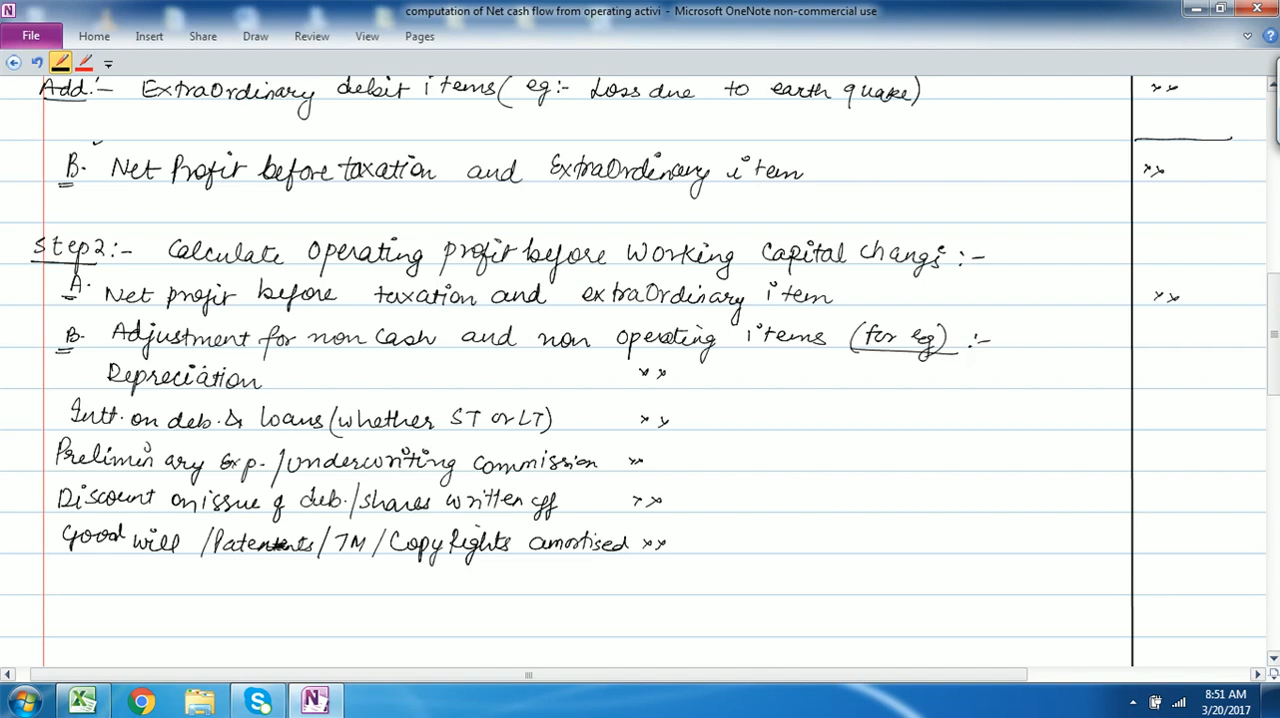 computation of Net cash flow from operating activi - Microsoft OneNote non-commercial use
File Home Insert Share Draw Review View Pages
Add:- ExtraOrdinary debit items (eg:- Loss due to earth quake) xx
B. Net Profit before taxation and ExtraOrdinary item xx
Step2:- Calculate Operating profit before Working Capital changs :-
A. Net profit before taxation and extraOrdinary item xx
B. Adjustment for non Cash and non operating items (for eg) :-
Depreciation xx
Intt. on deb. & loans (whether ST or LT) xx
Preliminary Exp. /Underwriting Commission xx
Discount on issue of deb./shares written off xx
Good will /Patents/TM/CopyRights amortised xx
8:51 AM
3/20/2017